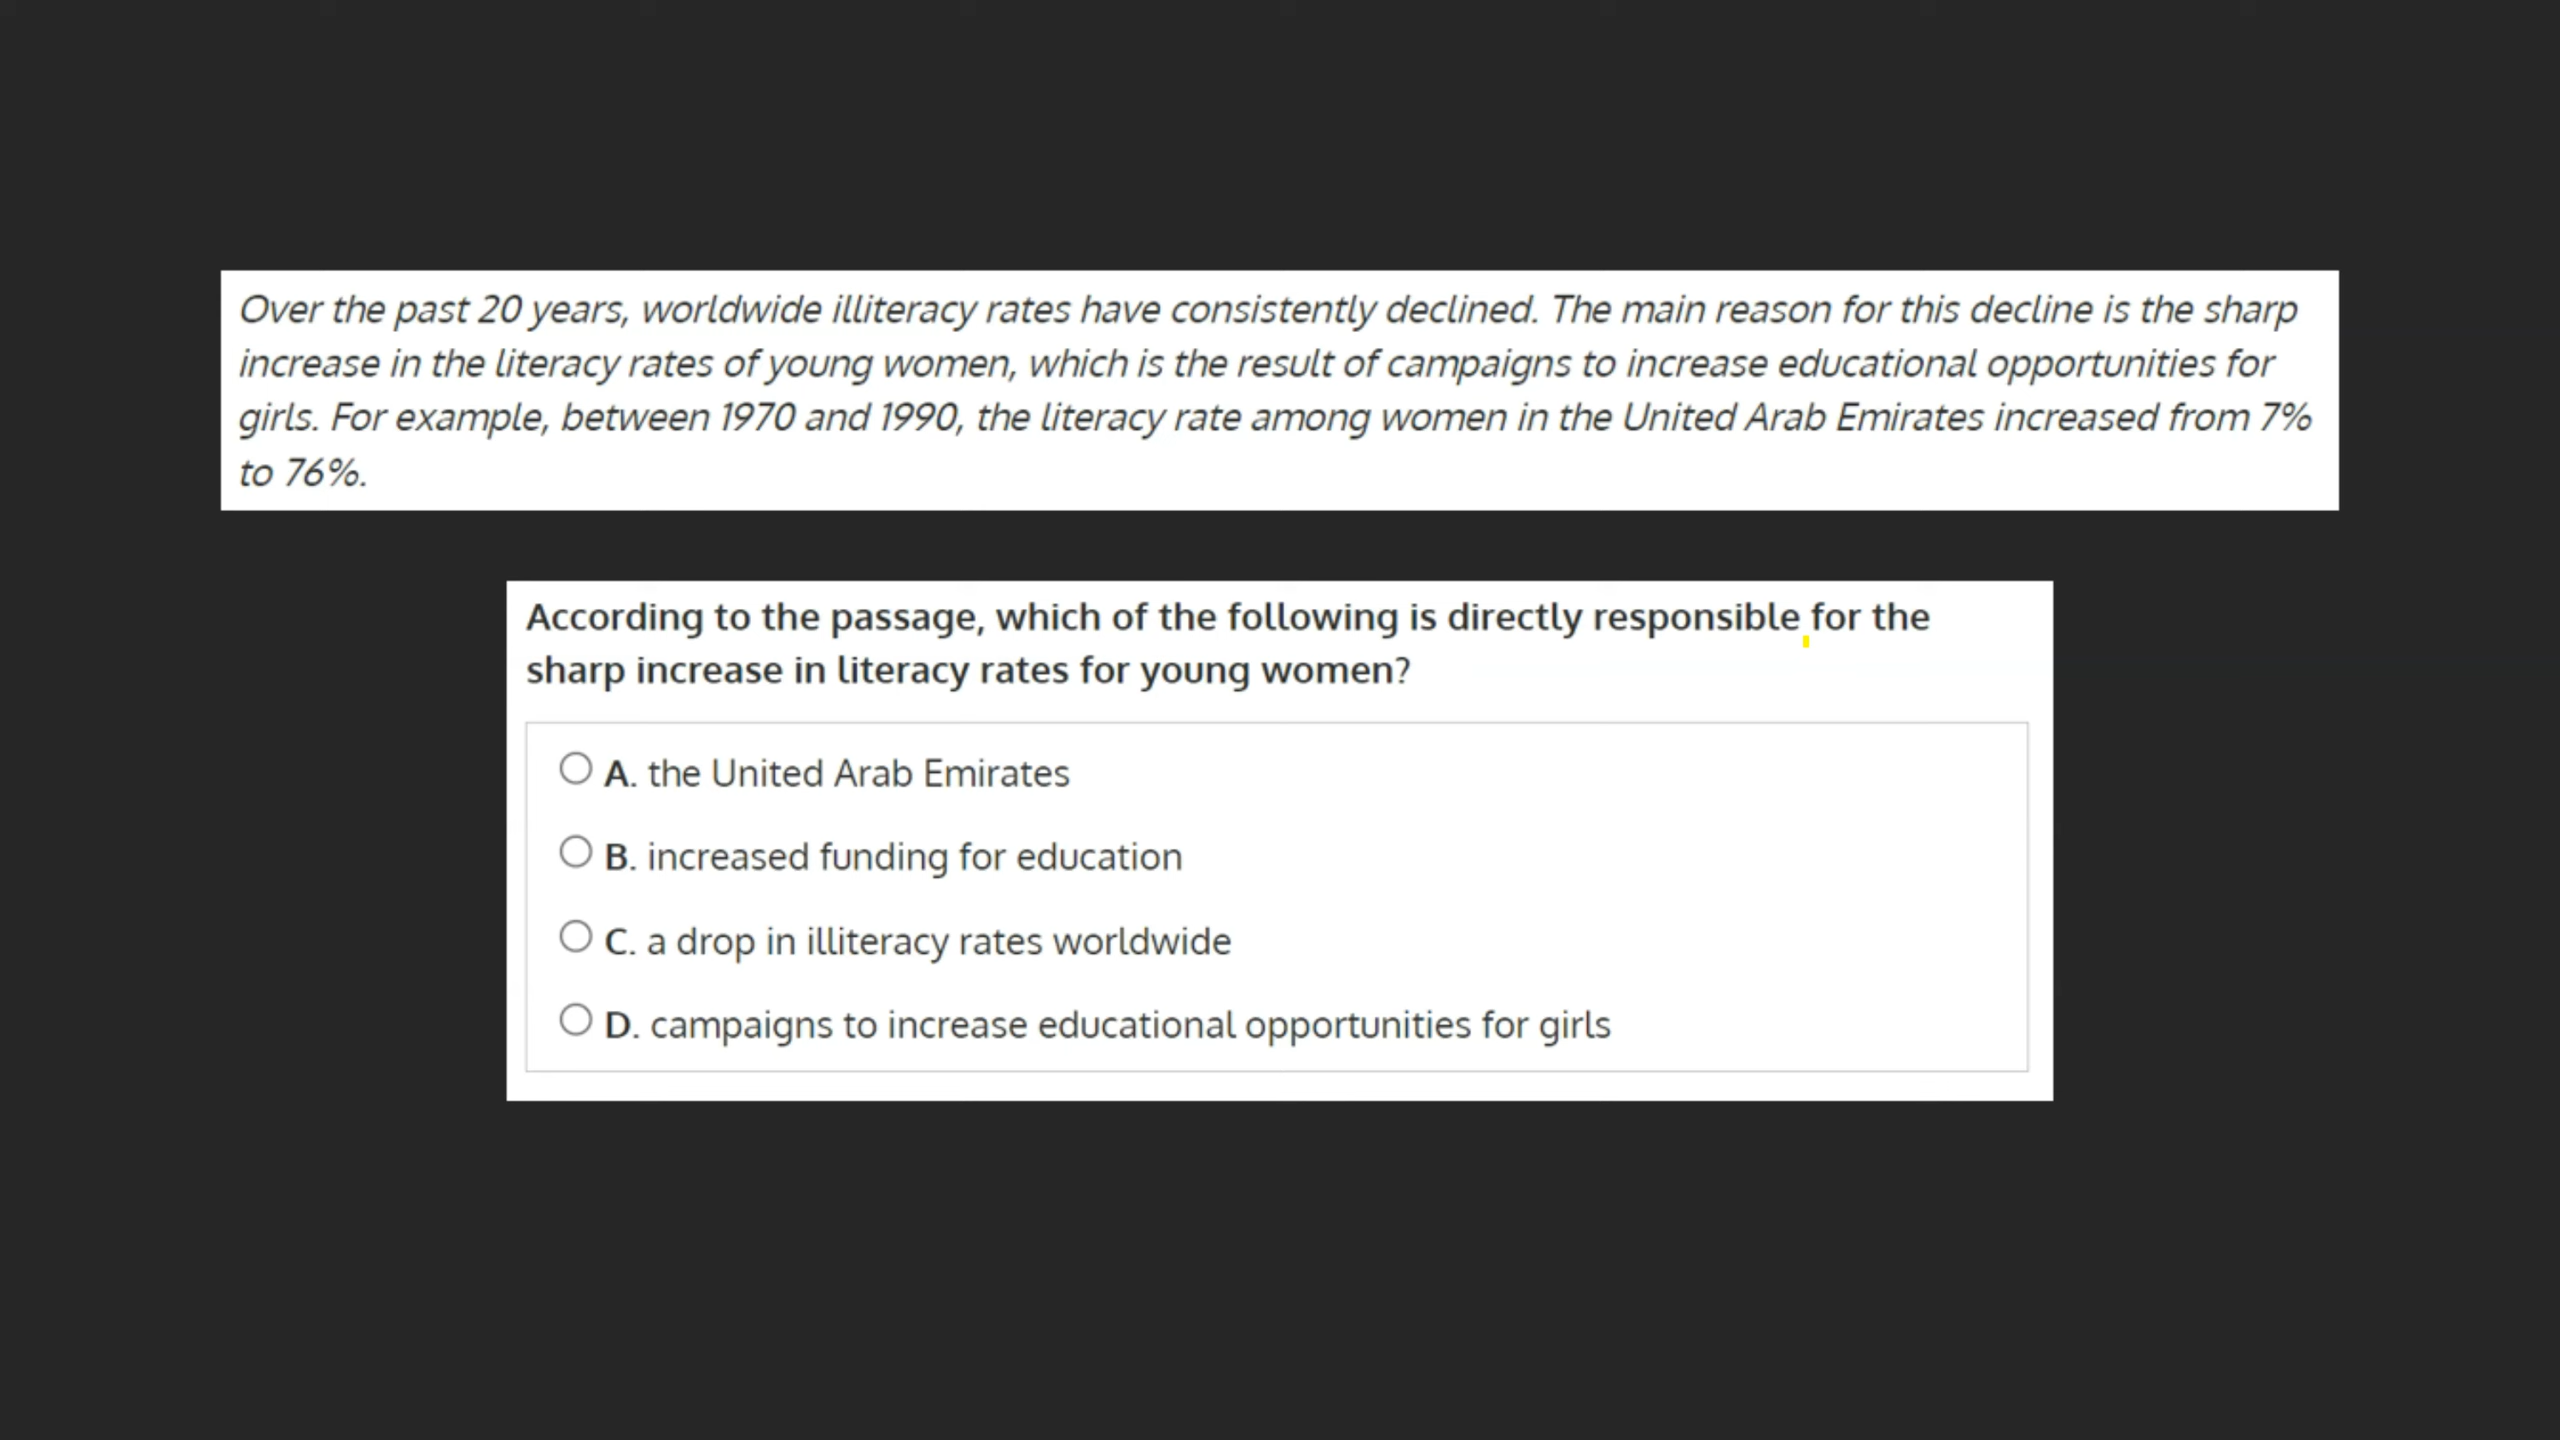 Over the past 20 years, worldwide illiteracy rates have consistently declined. The main reason for this decline is the sharp
increase in the literacy rates of young women, which is the result of campaigns to increase educational opportunities for
girls. For example, between 1970 and 1990, the literacy rate among women in the United Arab Emirates increased from 7%
to 76%.
According to the passage, which of the following is directly responsible for the
sharp increase in literacy rates for young women?
A. the United Arab Emirates
B. increased funding for education
C. a drop in illiteracy rates worldwide
D. campaigns to increase educational opportunities for girls